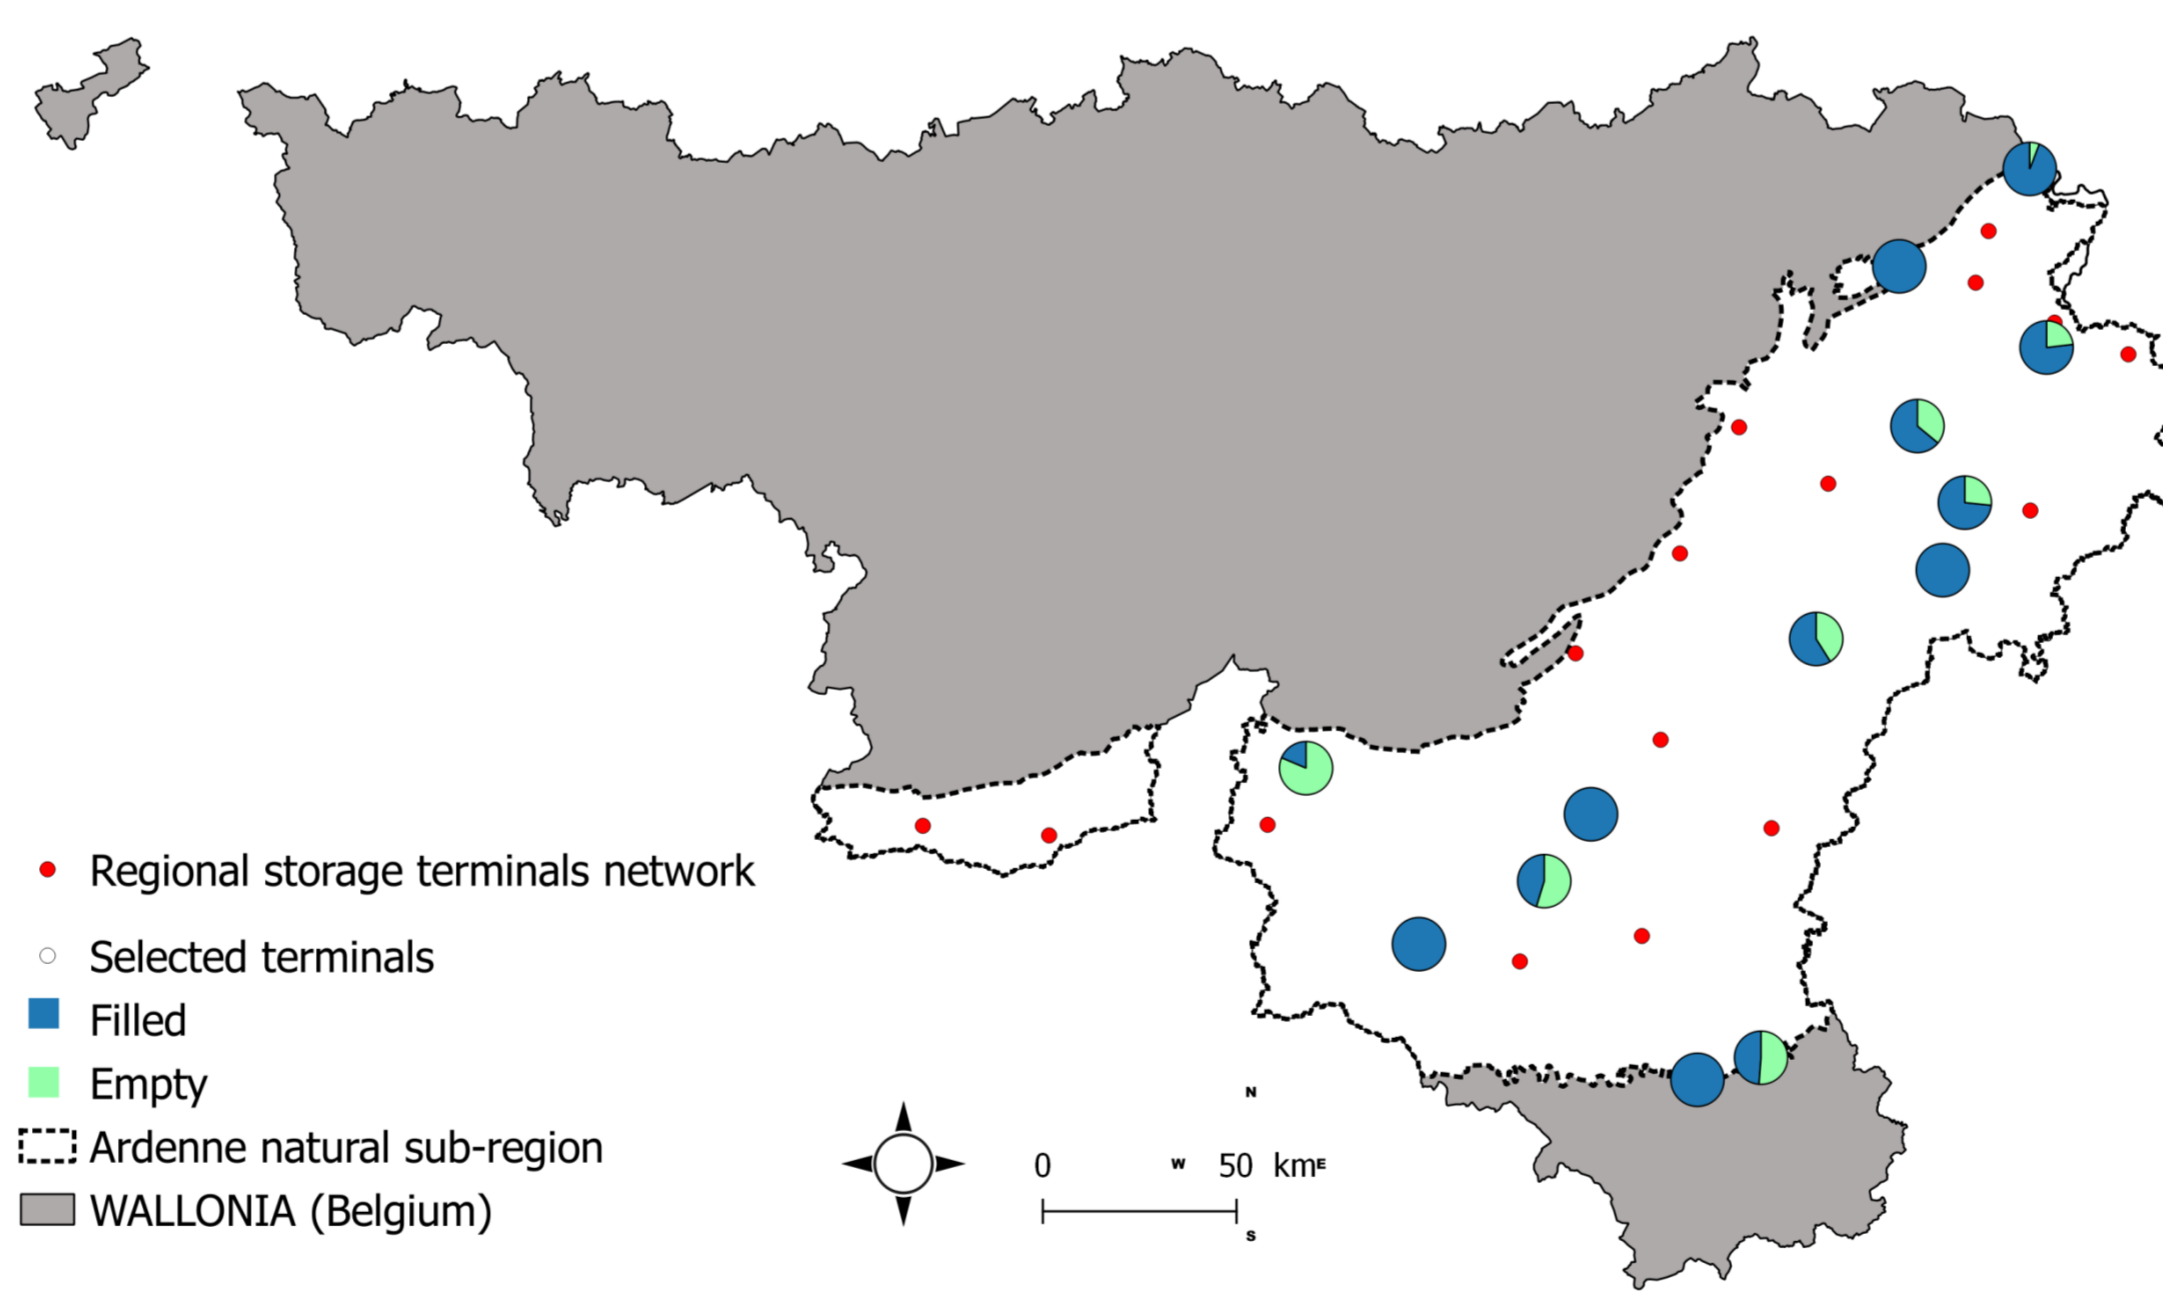 Regional storage terminals network
Selected terminals
Filled
Empty
Ardenne natural sub-region
WALLONIA (Belgium)
N
0 W 50 km E
S